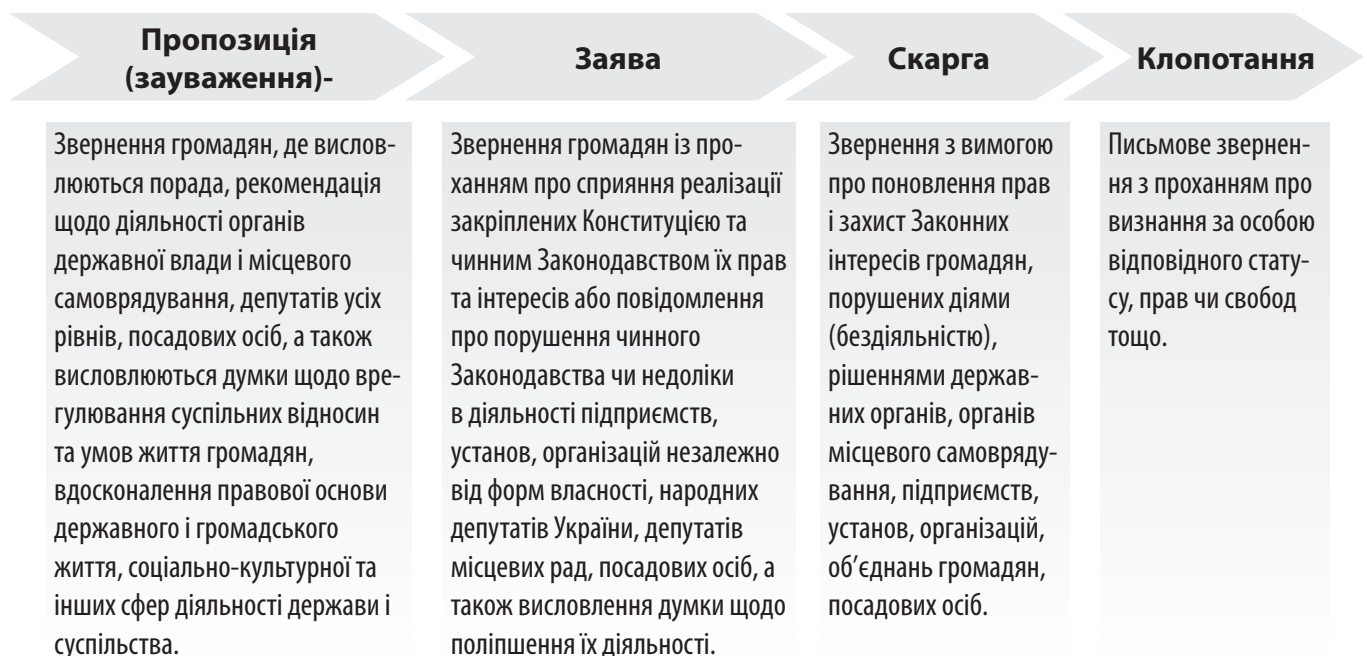 Пропозиція
(зауваження)-
Звернення громадян, де вислов-
люються порада, рекомендація
щодо діяльності органів
державної влади і місцевого
самоврядування, депутатів усіх
рівнів, посадових осіб, а також
висловлюються думки щодо вре-
гулювання суспільних відносин
та умов життя громадян,
вдосконалення правової основи
державного і громадського
життя, соціально-культурної та
інших сфер діяльності держави і
суспільства.
Заява
Звернення громадян із про-
ханням про сприяння реалізації
закріплених Конституцією та
чинним Законодавством їх прав
та інтересів або повідомлення
про порушення чинного
Законодавства чи недоліки
в діяльності підприємств,
установ, організацій незалежно
від форм власності, народних
депутатів України, депутатів
місцевих рад, посадових осіб, а
також висловлення думки щодо
поліпшення їх діяльності.
Скарга
Звернення з вимогою
про поновлення прав
і захист Законних
інтересів громадян,
порушених діями
(бездіяльністю),
рішеннями держав-
них органів, органів
місцевого самовряду-
вання, підприємств,
установ, організацій,
об’єднань громадян,
посадових осіб.
Клопотання
Письмове звернен-
ня з проханням про
визнання за особою
відповідного стату-
су, прав чи свобод
тощо.